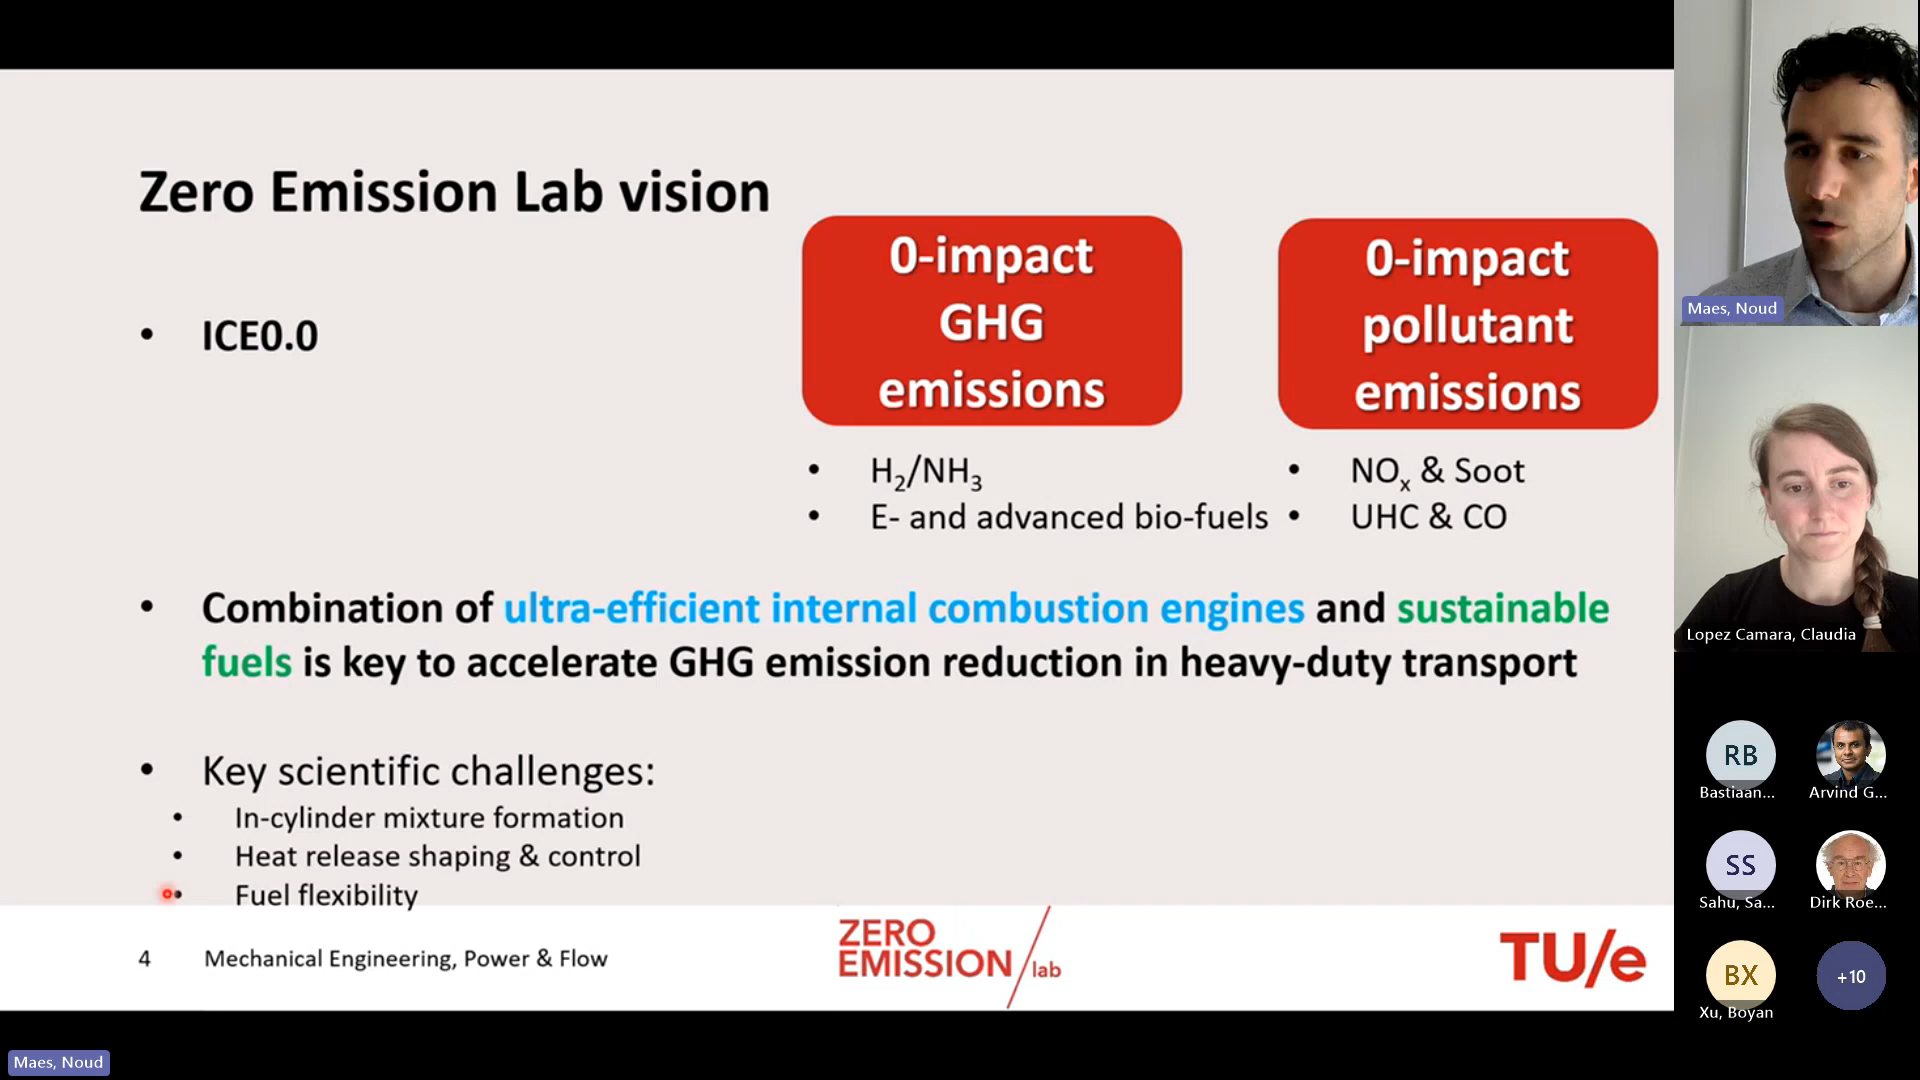 Zero Emission Lab vision
0-impact
GHG
emissions
0-impact
pollutant
emissions
• ICE0.0
• H₂/NH₃
• E- and advanced bio-fuels
• NOₓ & Soot
• UHC & CO
• Combination of ultra-efficient internal combustion engines and sustainable
fuels is key to accelerate GHG emission reduction in heavy-duty transport
• Key scientific challenges:
• In-cylinder mixture formation
• Heat release shaping & control
• Fuel flexibility
4 Mechanical Engineering, Power & Flow
ZERO
EMISSION/lab
TU/e
Maes, Noud
Maes, Noud
Lopez Camara, Claudia
RB
Bastiaan...
Arvind G...
SS
Sahu, Sa...
Dirk Roe...
BX
Xu, Boyan
+10